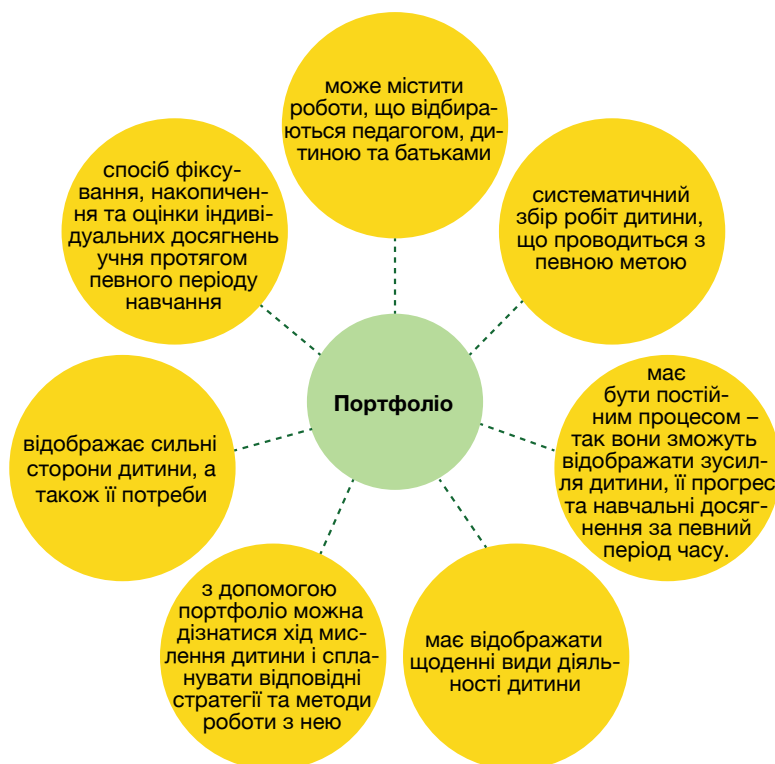 може містити
роботи, що відбира-
ються педагогом, ди-
тиною та батьками
систематичний
збір робіт дитини,
що проводиться з
певною метою
має
бути постій-
ним процесом –
так вони зможуть
відображати зусил-
ля дитини, її прогрес
та навчальні досяг-
нення за певний
період часу.
має відображати
щоденні види діяль-
ності дитини
з допомогою
портфоліо можна
дізнатися хід мис-
лення дитини і спла-
нувати відповідні
стратегії та методи
роботи з нею
відображає сильні
сторони дитини, а
також її потреби
спосіб фіксу-
вання, накопичен-
ня та оцінки індиві-
дуальних досягнень
учня протягом
певного періоду
навчання
Портфоліо